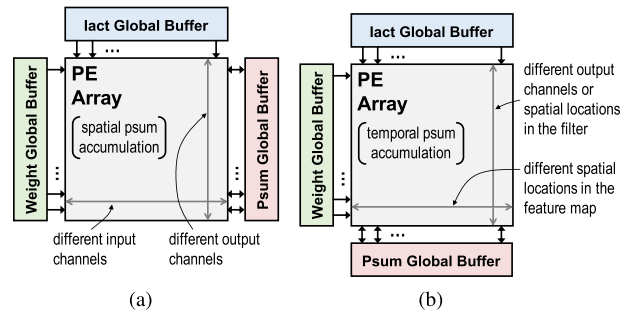 Iact Global Buffer
Weight Global Buffer
PE
Array
spatial psum
accumulation
Psum Global Buffer
...
...
...
different input
channels
different output
channels
(a)
Iact Global Buffer
Weight Global Buffer
PE
Array
temporal psum
accumulation
...
...
...
Psum Global Buffer
different output
channels or
spatial locations
in the filter
different spatial
locations in the
feature map
(b)